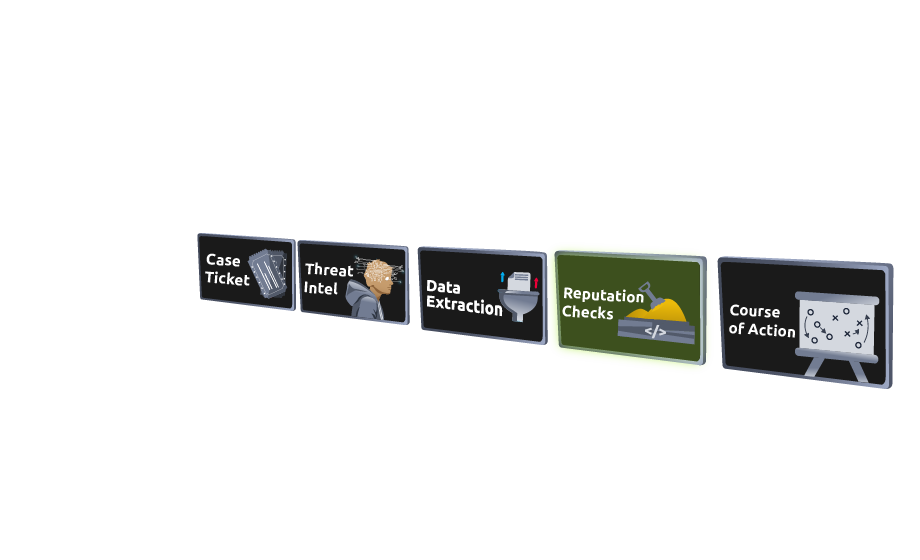 Case
Ticket
Threat
Intel
Data
Extraction
Reputation
Checks
</>
Course
of Action